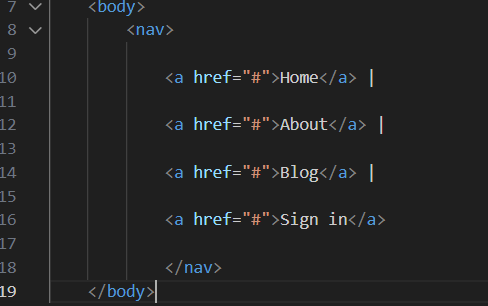 7 <body>
8 <nav>
9
10 <a href="#">Home</a> |
11
12 <a href="#">About</a> |
13
14 <a href="#">Blog</a> |
15
16 <a href="#">Sign in</a>
17
18 </nav>
19 </body>